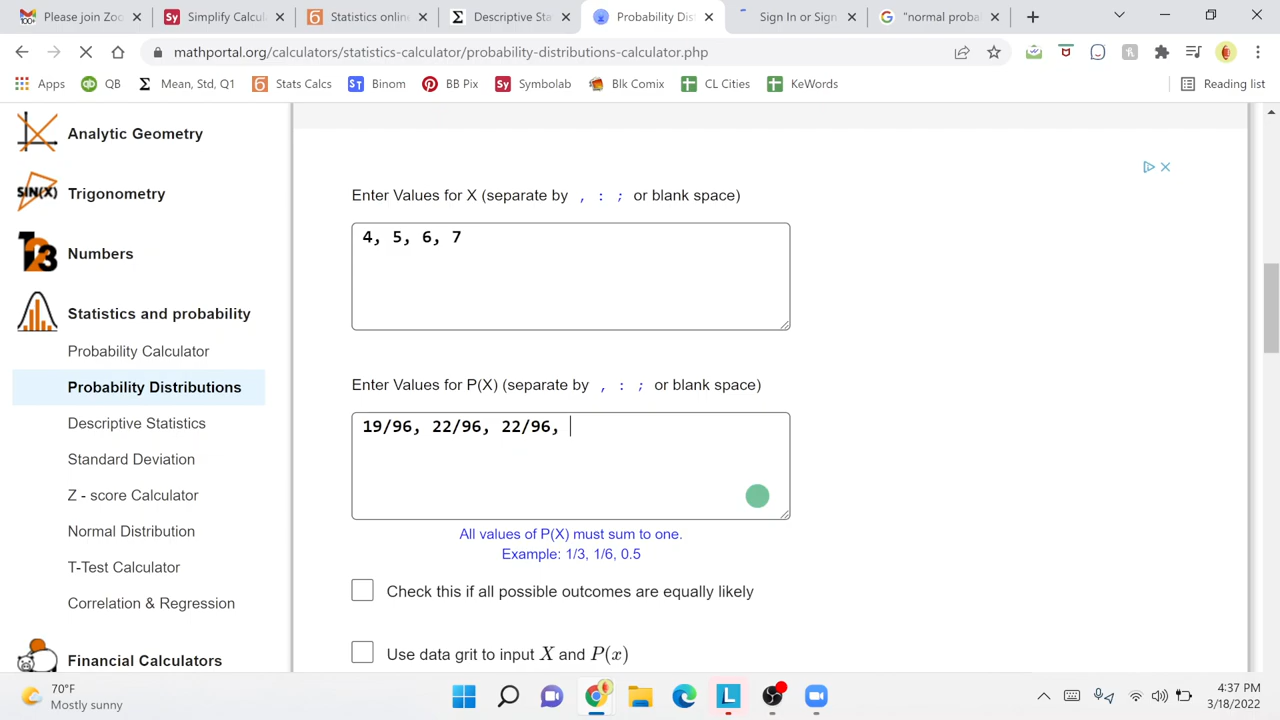 Please join Zoo
Simplify Calcul
Statistics online
Descriptive Sta
Probability Dis
Sign In or Sign
"normal proba
mathportal.org/calculators/statistics-calculator/probability-distributions-calculator.php
Apps QB Mean, Std, Q1 Stats Calcs Binom BB Pix Symbolab Blk Comix CL Cities KeWords Reading list
Analytic Geometry
SIN(X) Trigonometry
Numbers
Statistics and probability
Probability Calculator
Probability Distributions
Descriptive Statistics
Standard Deviation
Z - score Calculator
Normal Distribution
T-Test Calculator
Correlation & Regression
Financial Calculators
Enter Values for X (separate by , : ; or blank space)
4, 5, 6, 7
Enter Values for P(X) (separate by , : ; or blank space)
19/96, 22/96, 22/96,
All values of P(X) must sum to one.
Example: 1/3, 1/6, 0.5
Check this if all possible outcomes are equally likely
Use data grit to input X and P(x)
70°F
Mostly sunny
4:37 PM
3/18/2022